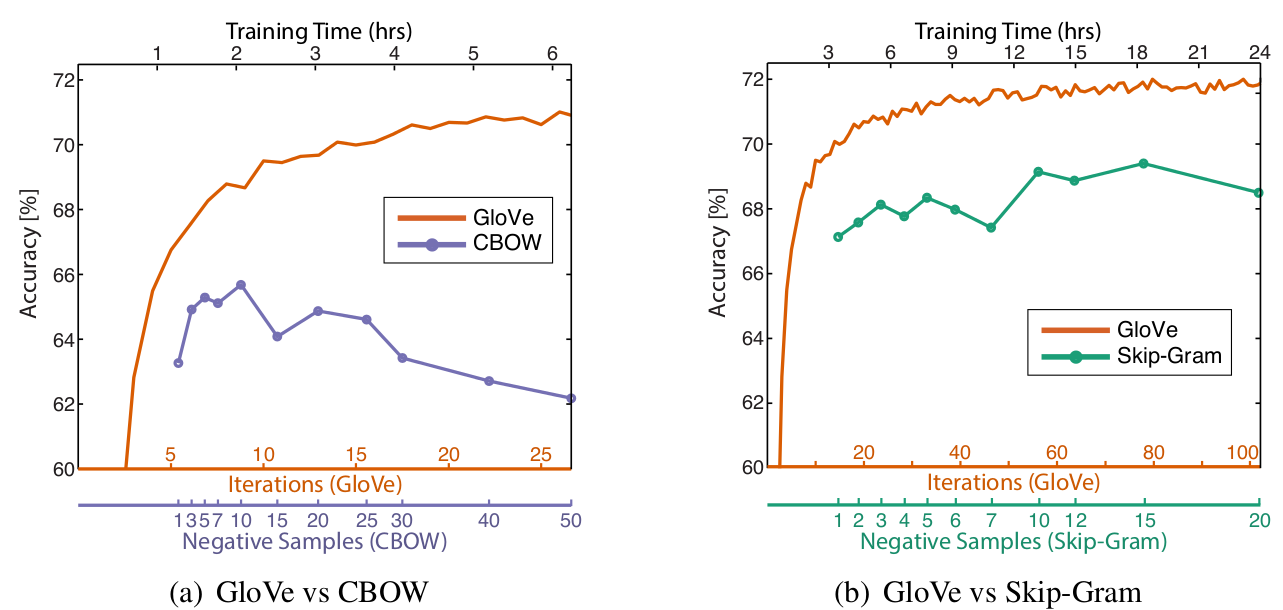 Training Time (hrs)
1 2 3 4 5 6
72
70
68
66
64
62
60
Accuracy [%]
GloVe
CBOW
5 10 15 20 25
Iterations (GloVe)
1 3 5 7 10 15 20 25 30 40 50
Negative Samples (CBOW)
(a) GloVe vs CBOW
Training Time (hrs)
3 6 9 12 15 18 21 24
72
70
68
66
64
62
60
Accuracy [%]
GloVe
Skip-Gram
20 40 60 80 100
Iterations (GloVe)
1 2 3 4 5 6 7 10 12 15 20
Negative Samples (Skip-Gram)
(b) GloVe vs Skip-Gram